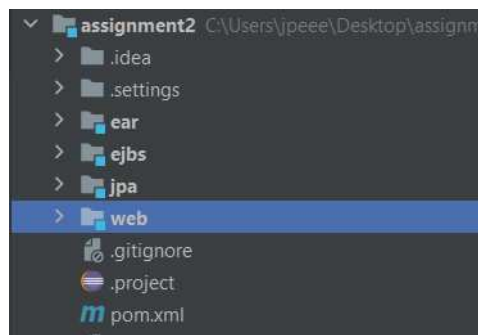 assignment2 C:\Users\jpeee\Desktop\assignm
.idea
.settings
ear
ejbs
jpa
web
.gitignore
.project
pom.xml